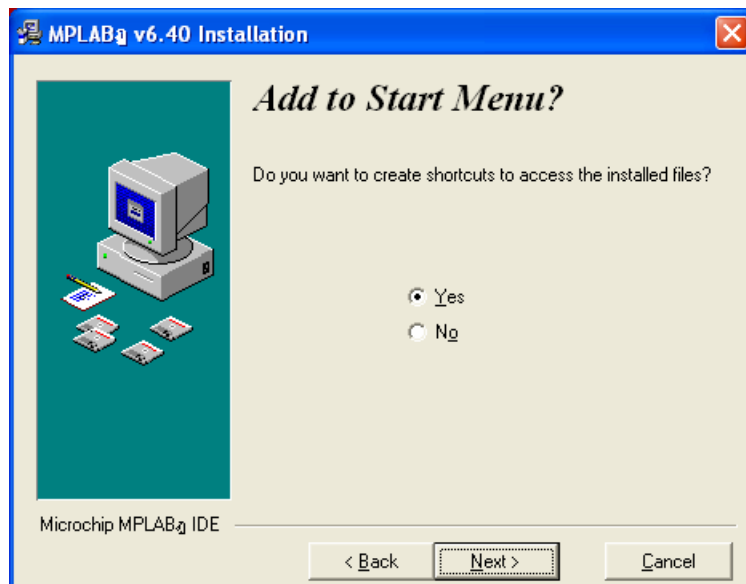 MPLAB® v6.40 Installation
Add to Start Menu?
Do you want to create shortcuts to access the installed files?
Yes
No
Microchip MPLAB® IDE
< Back
Next >
Cancel